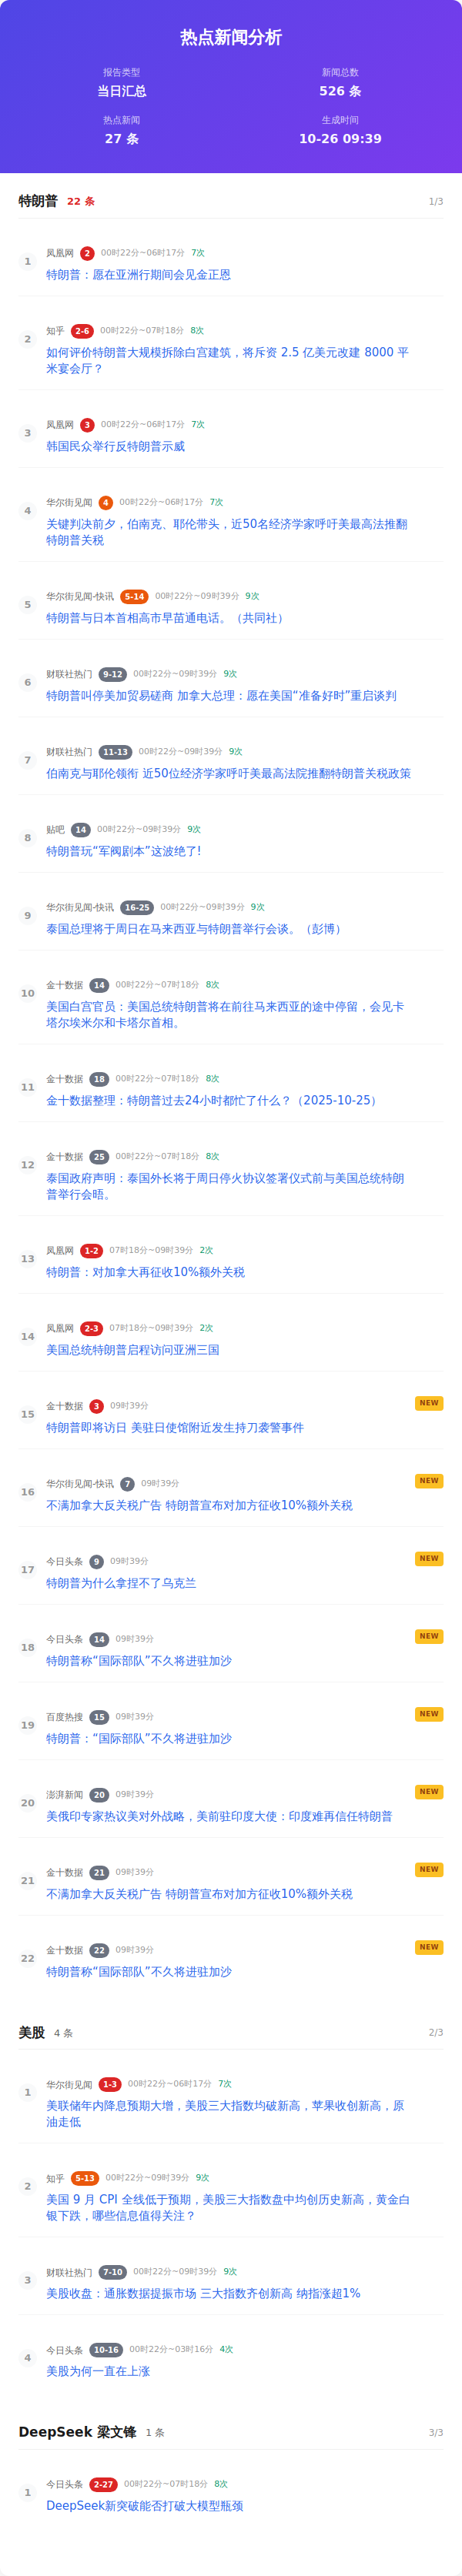 热点新闻分析
报告类型
当日汇总
新闻总数
526 条
热点新闻
27 条
生成时间
10-26 09:39
特朗普 22 条 1/3
1 凤凰网 2 00时22分~06时17分 7次
特朗普：愿在亚洲行期间会见金正恩
2 知乎 2-6 00时22分~07时18分 8次
如何评价特朗普大规模拆除白宫建筑，将斥资 2.5 亿美元改建 8000 平
米宴会厅？
3 凤凰网 3 00时22分~06时17分 7次
韩国民众举行反特朗普示威
4 华尔街见闻 4 00时22分~06时17分 7次
关键判决前夕，伯南克、耶伦带头，近50名经济学家呼吁美最高法推翻
特朗普关税
5 华尔街见闻-快讯 5-14 00时22分~09时39分 9次
特朗普与日本首相高市早苗通电话。（共同社）
6 财联社热门 9-12 00时22分~09时39分 9次
特朗普叫停美加贸易磋商 加拿大总理：愿在美国“准备好时”重启谈判
7 财联社热门 11-13 00时22分~09时39分 9次
伯南克与耶伦领衔 近50位经济学家呼吁美最高法院推翻特朗普关税政策
8 贴吧 14 00时22分~09时39分 9次
特朗普玩“军阀剧本”这波绝了!
9 华尔街见闻-快讯 16-25 00时22分~09时39分 9次
泰国总理将于周日在马来西亚与特朗普举行会谈。（彭博）
10 金十数据 14 00时22分~07时18分 8次
美国白宫官员：美国总统特朗普将在前往马来西亚的途中停留，会见卡
塔尔埃米尔和卡塔尔首相。
11 金十数据 18 00时22分~07时18分 8次
金十数据整理：特朗普过去24小时都忙了什么？（2025-10-25）
12 金十数据 25 00时22分~07时18分 8次
泰国政府声明：泰国外长将于周日停火协议签署仪式前与美国总统特朗
普举行会晤。
13 凤凰网 1-2 07时18分~09时39分 2次
特朗普：对加拿大再征收10%额外关税
14 凤凰网 2-3 07时18分~09时39分 2次
美国总统特朗普启程访问亚洲三国
15 金十数据 3 09时39分 NEW
特朗普即将访日 美驻日使馆附近发生持刀袭警事件
16 华尔街见闻-快讯 7 09时39分 NEW
不满加拿大反关税广告 特朗普宣布对加方征收10%额外关税
17 今日头条 9 09时39分 NEW
特朗普为什么拿捏不了乌克兰
18 今日头条 14 09时39分 NEW
特朗普称“国际部队”不久将进驻加沙
19 百度热搜 15 09时39分 NEW
特朗普：“国际部队”不久将进驻加沙
20 澎湃新闻 20 09时39分 NEW
美俄印专家热议美对外战略，美前驻印度大使：印度难再信任特朗普
21 金十数据 21 09时39分 NEW
不满加拿大反关税广告 特朗普宣布对加方征收10%额外关税
22 金十数据 22 09时39分 NEW
特朗普称“国际部队”不久将进驻加沙
美股 4 条 2/3
1 华尔街见闻 1-3 00时22分~06时17分 7次
美联储年内降息预期大增，美股三大指数均破新高，苹果收创新高，原
油走低
2 知乎 5-13 00时22分~09时39分 9次
美国 9 月 CPI 全线低于预期，美股三大指数盘中均创历史新高，黄金白
银下跌，哪些信息值得关注？
3 财联社热门 7-10 00时22分~09时39分 9次
美股收盘：通胀数据提振市场 三大指数齐创新高 纳指涨超1%
4 今日头条 10-16 00时22分~03时16分 4次
美股为何一直在上涨
DeepSeek 梁文锋 1 条 3/3
1 今日头条 2-27 00时22分~07时18分 8次
DeepSeek新突破能否打破大模型瓶颈